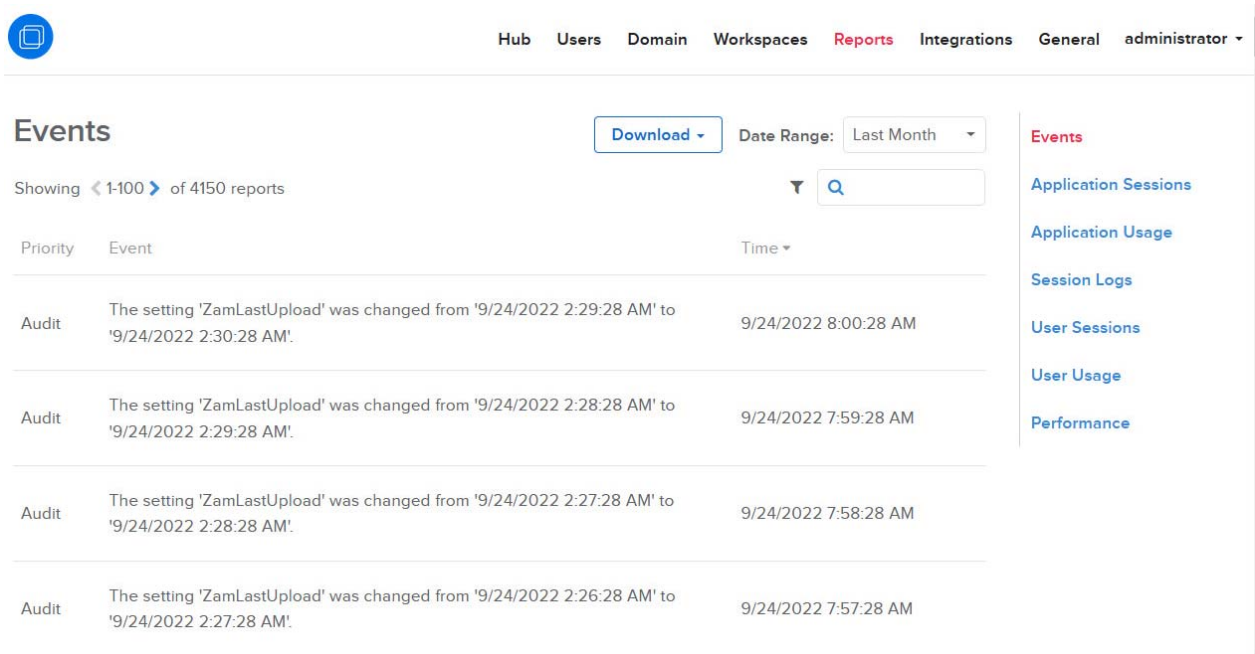 Hub Users Domain Workspaces Reports Integrations General administrator
Events
Download
Date Range: Last Month
Showing 1-100 of 4150 reports
Priority Event Time
Audit
The setting 'ZamLastUpload' was changed from '9/24/2022 2:29:28 AM' to
'9/24/2022 2:30:28 AM'.
9/24/2022 8:00:28 AM
Audit
The setting 'ZamLastUpload' was changed from '9/24/2022 2:28:28 AM' to
'9/24/2022 2:29:28 AM'.
9/24/2022 7:59:28 AM
Audit
The setting 'ZamLastUpload' was changed from '9/24/2022 2:27:28 AM' to
'9/24/2022 2:28:28 AM'.
9/24/2022 7:58:28 AM
Audit
The setting 'ZamLastUpload' was changed from '9/24/2022 2:26:28 AM' to
'9/24/2022 2:27:28 AM'.
9/24/2022 7:57:28 AM
Events
Application Sessions
Application Usage
Session Logs
User Sessions
User Usage
Performance